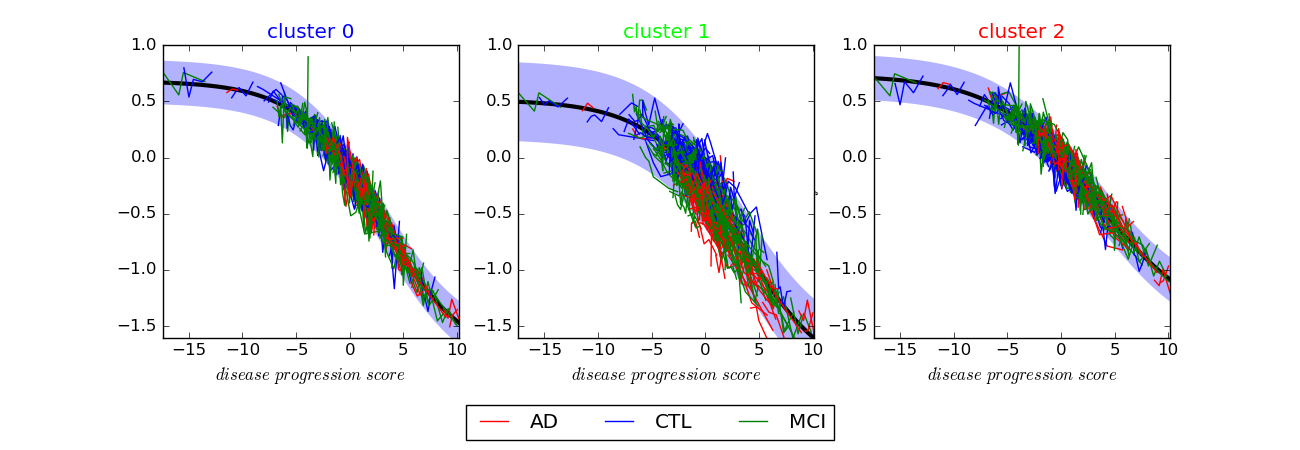 cluster 0 cluster 1 cluster 2
1.0 1.0 1.0
0.5 0.5 0.5
0.0 0.0 0.0
−0.5 −0.5 −0.5
−1.0 −1.0 −1.0
−1.5 −1.5 −1.5
−15 −10 −5 0 5 10 −15 −10 −5 0 5 10 −15 −10 −5 0 5 10
disease progression score disease progression score disease progression score
AD CTL MCI